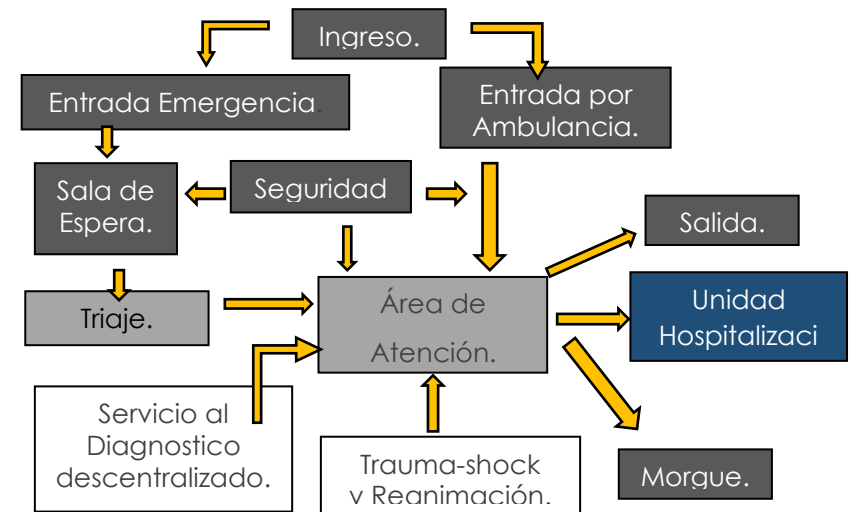 Ingreso.
Entrada Emergencia
Entrada por
Ambulancia.
Sala de
Espera.
Seguridad
Salida.
Triaje.
Área de
Atención.
Unidad
Hospitalizaci
Servicio al
Diagnostico
descentralizado.
Trauma-shock
y Reanimación.
Morgue.